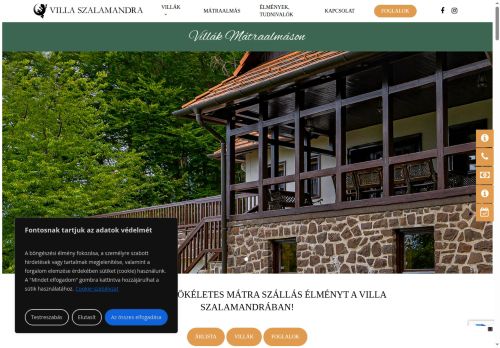 VILLA SZALAMANDRA
VILLÁK
MÁTRAALMÁS
ÉLMÉNYEK, TUDNIVALÓK
KAPCSOLAT
FOGLALOK
Villák Mátraalmáson
Fontosnak tartjuk az adatok védelmét
A böngészési élmény fokozása, a személyre szabott
hirdetések vagy tartalmak megjelenítése, valamint a
forgalom elemzése érdekében sütiket (cookie) használunk.
A "Mindet elfogadom" gombra kattintva hozzájárulhat a
sütik használatához. Cookie-szabályzat
Testreszabás
Elutasít
Az összes elfogadása
ÖKÉLETES MÁTRA SZÁLLÁS ÉLMÉNYT A VILLA
SZALAMANDRÁBAN!
ÁRLISTA
VILLÁK
FOGLALOK